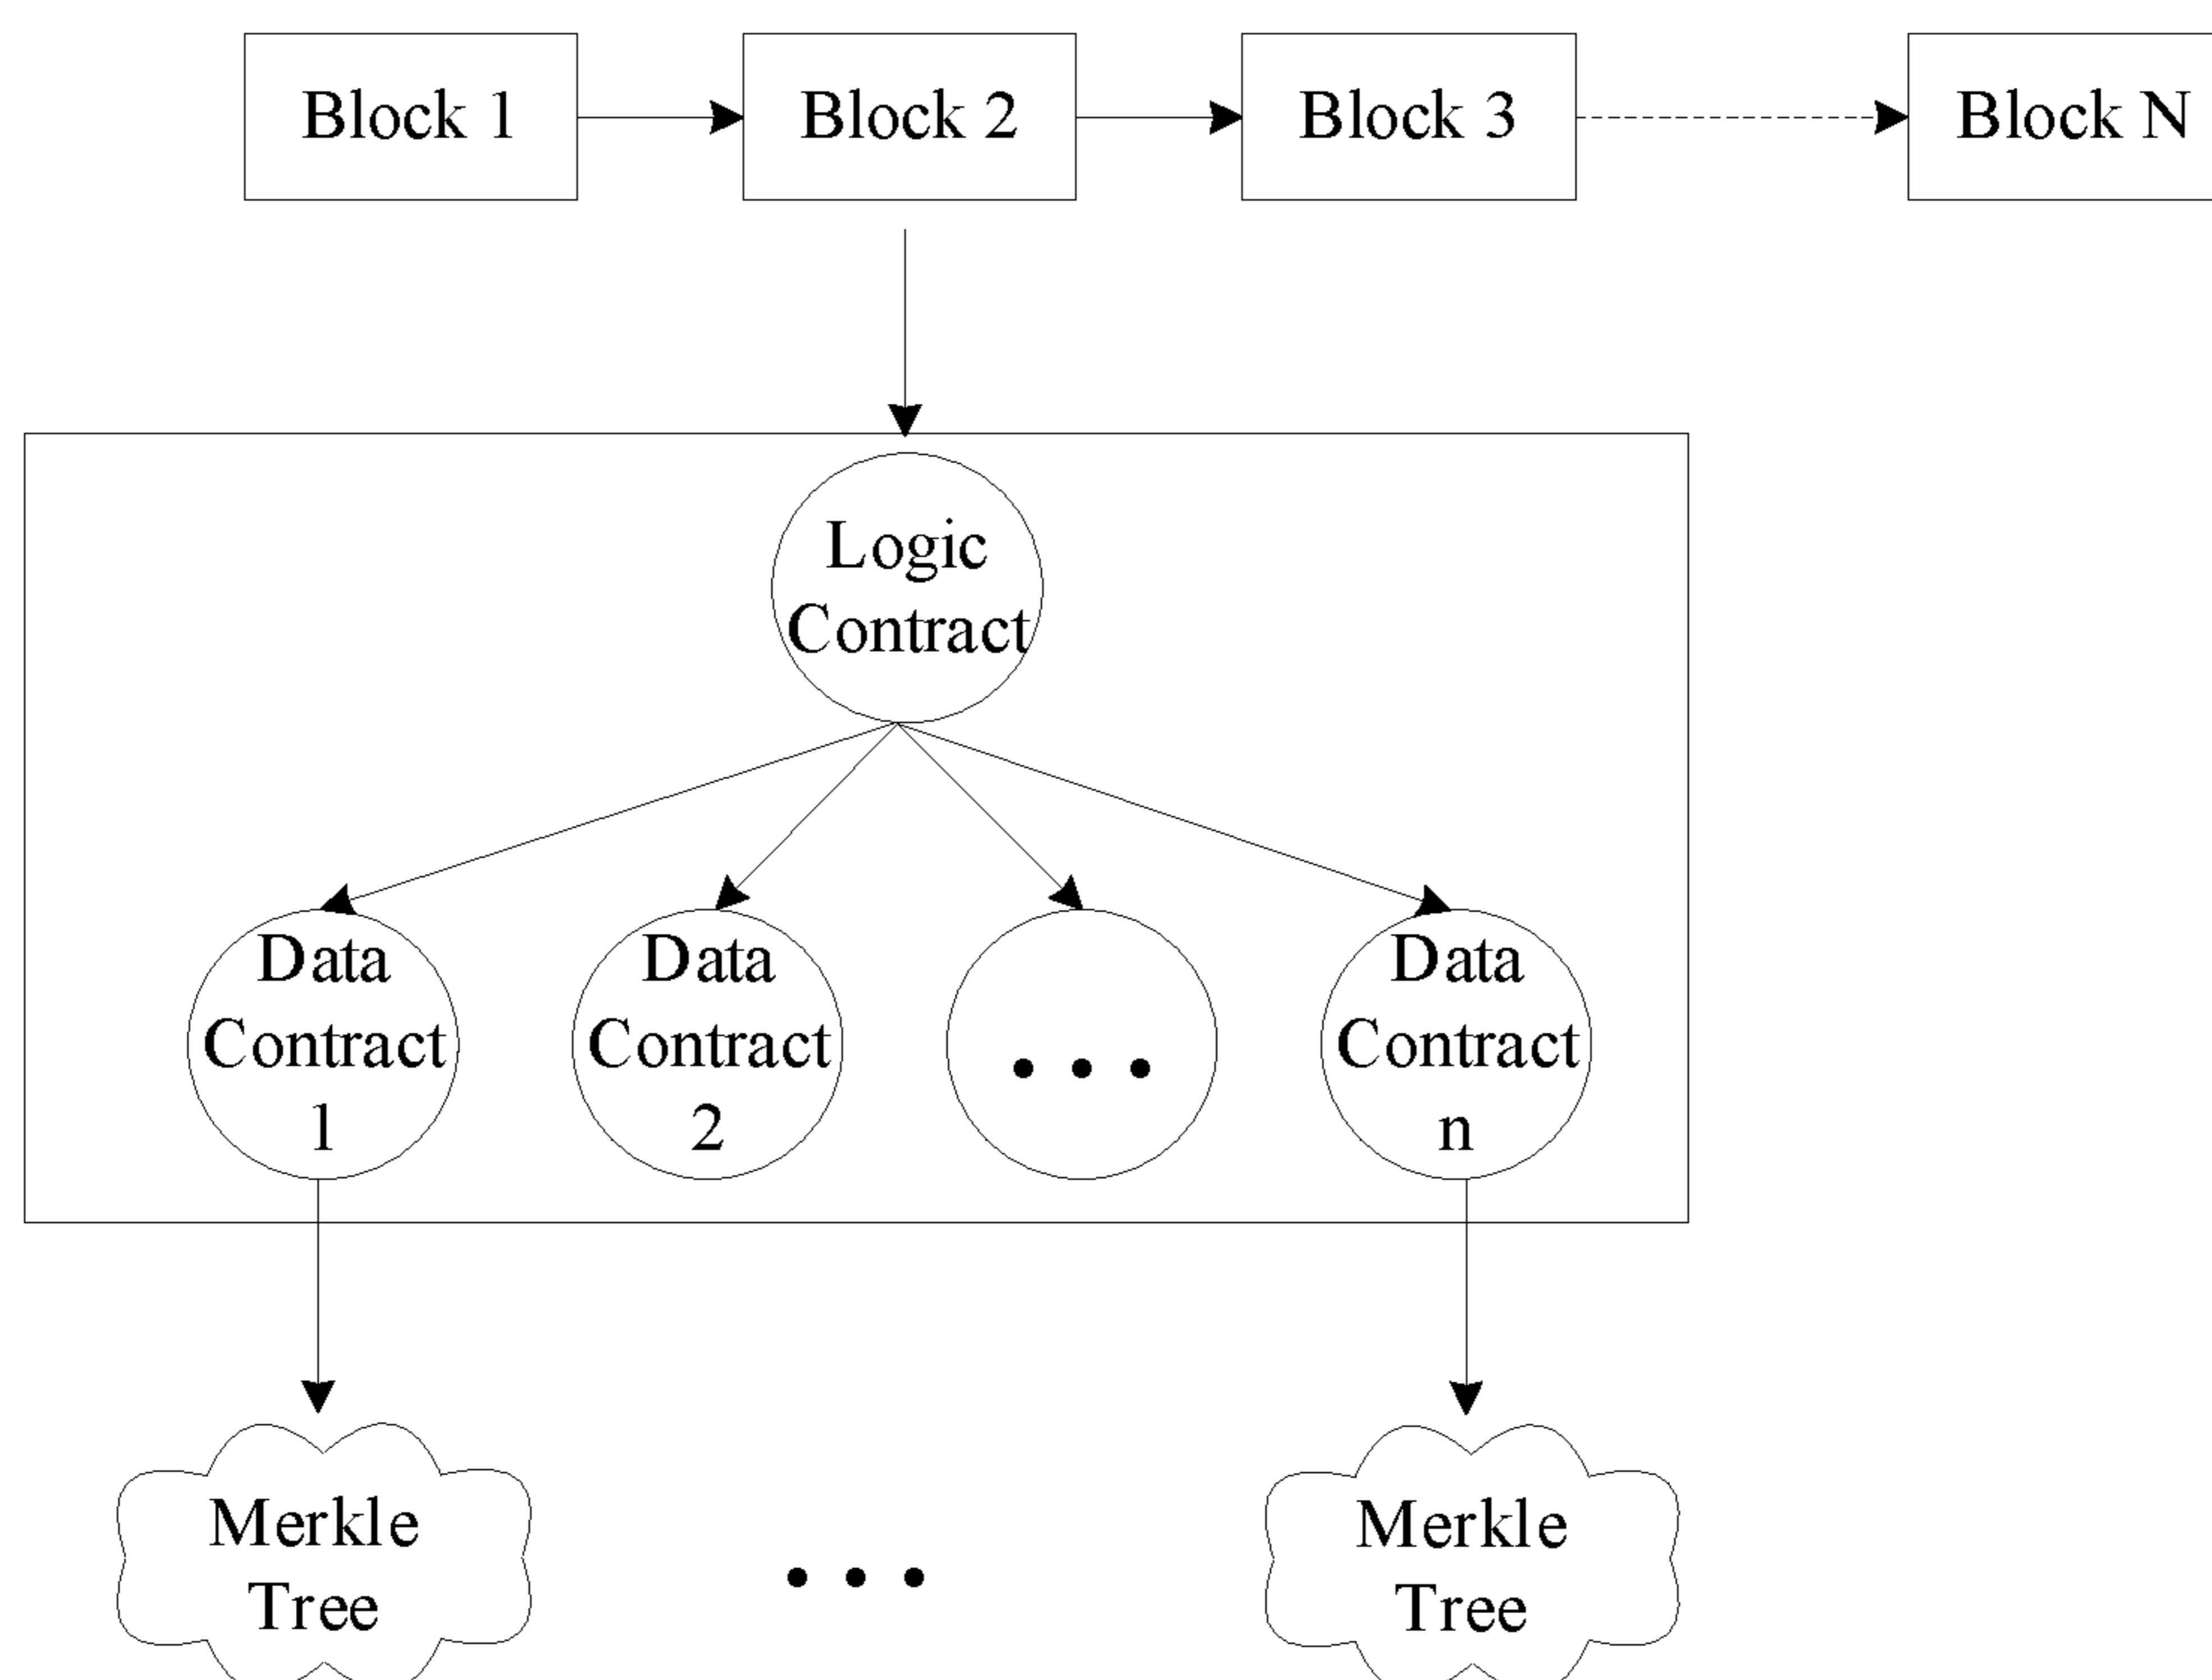 Block 1
Block 2
Block 3
Block N
Logic
Contract
Data
Contract
1
Data
Contract
2
• • •
Data
Contract
n
Merkle
Tree
• • •
Merkle
Tree